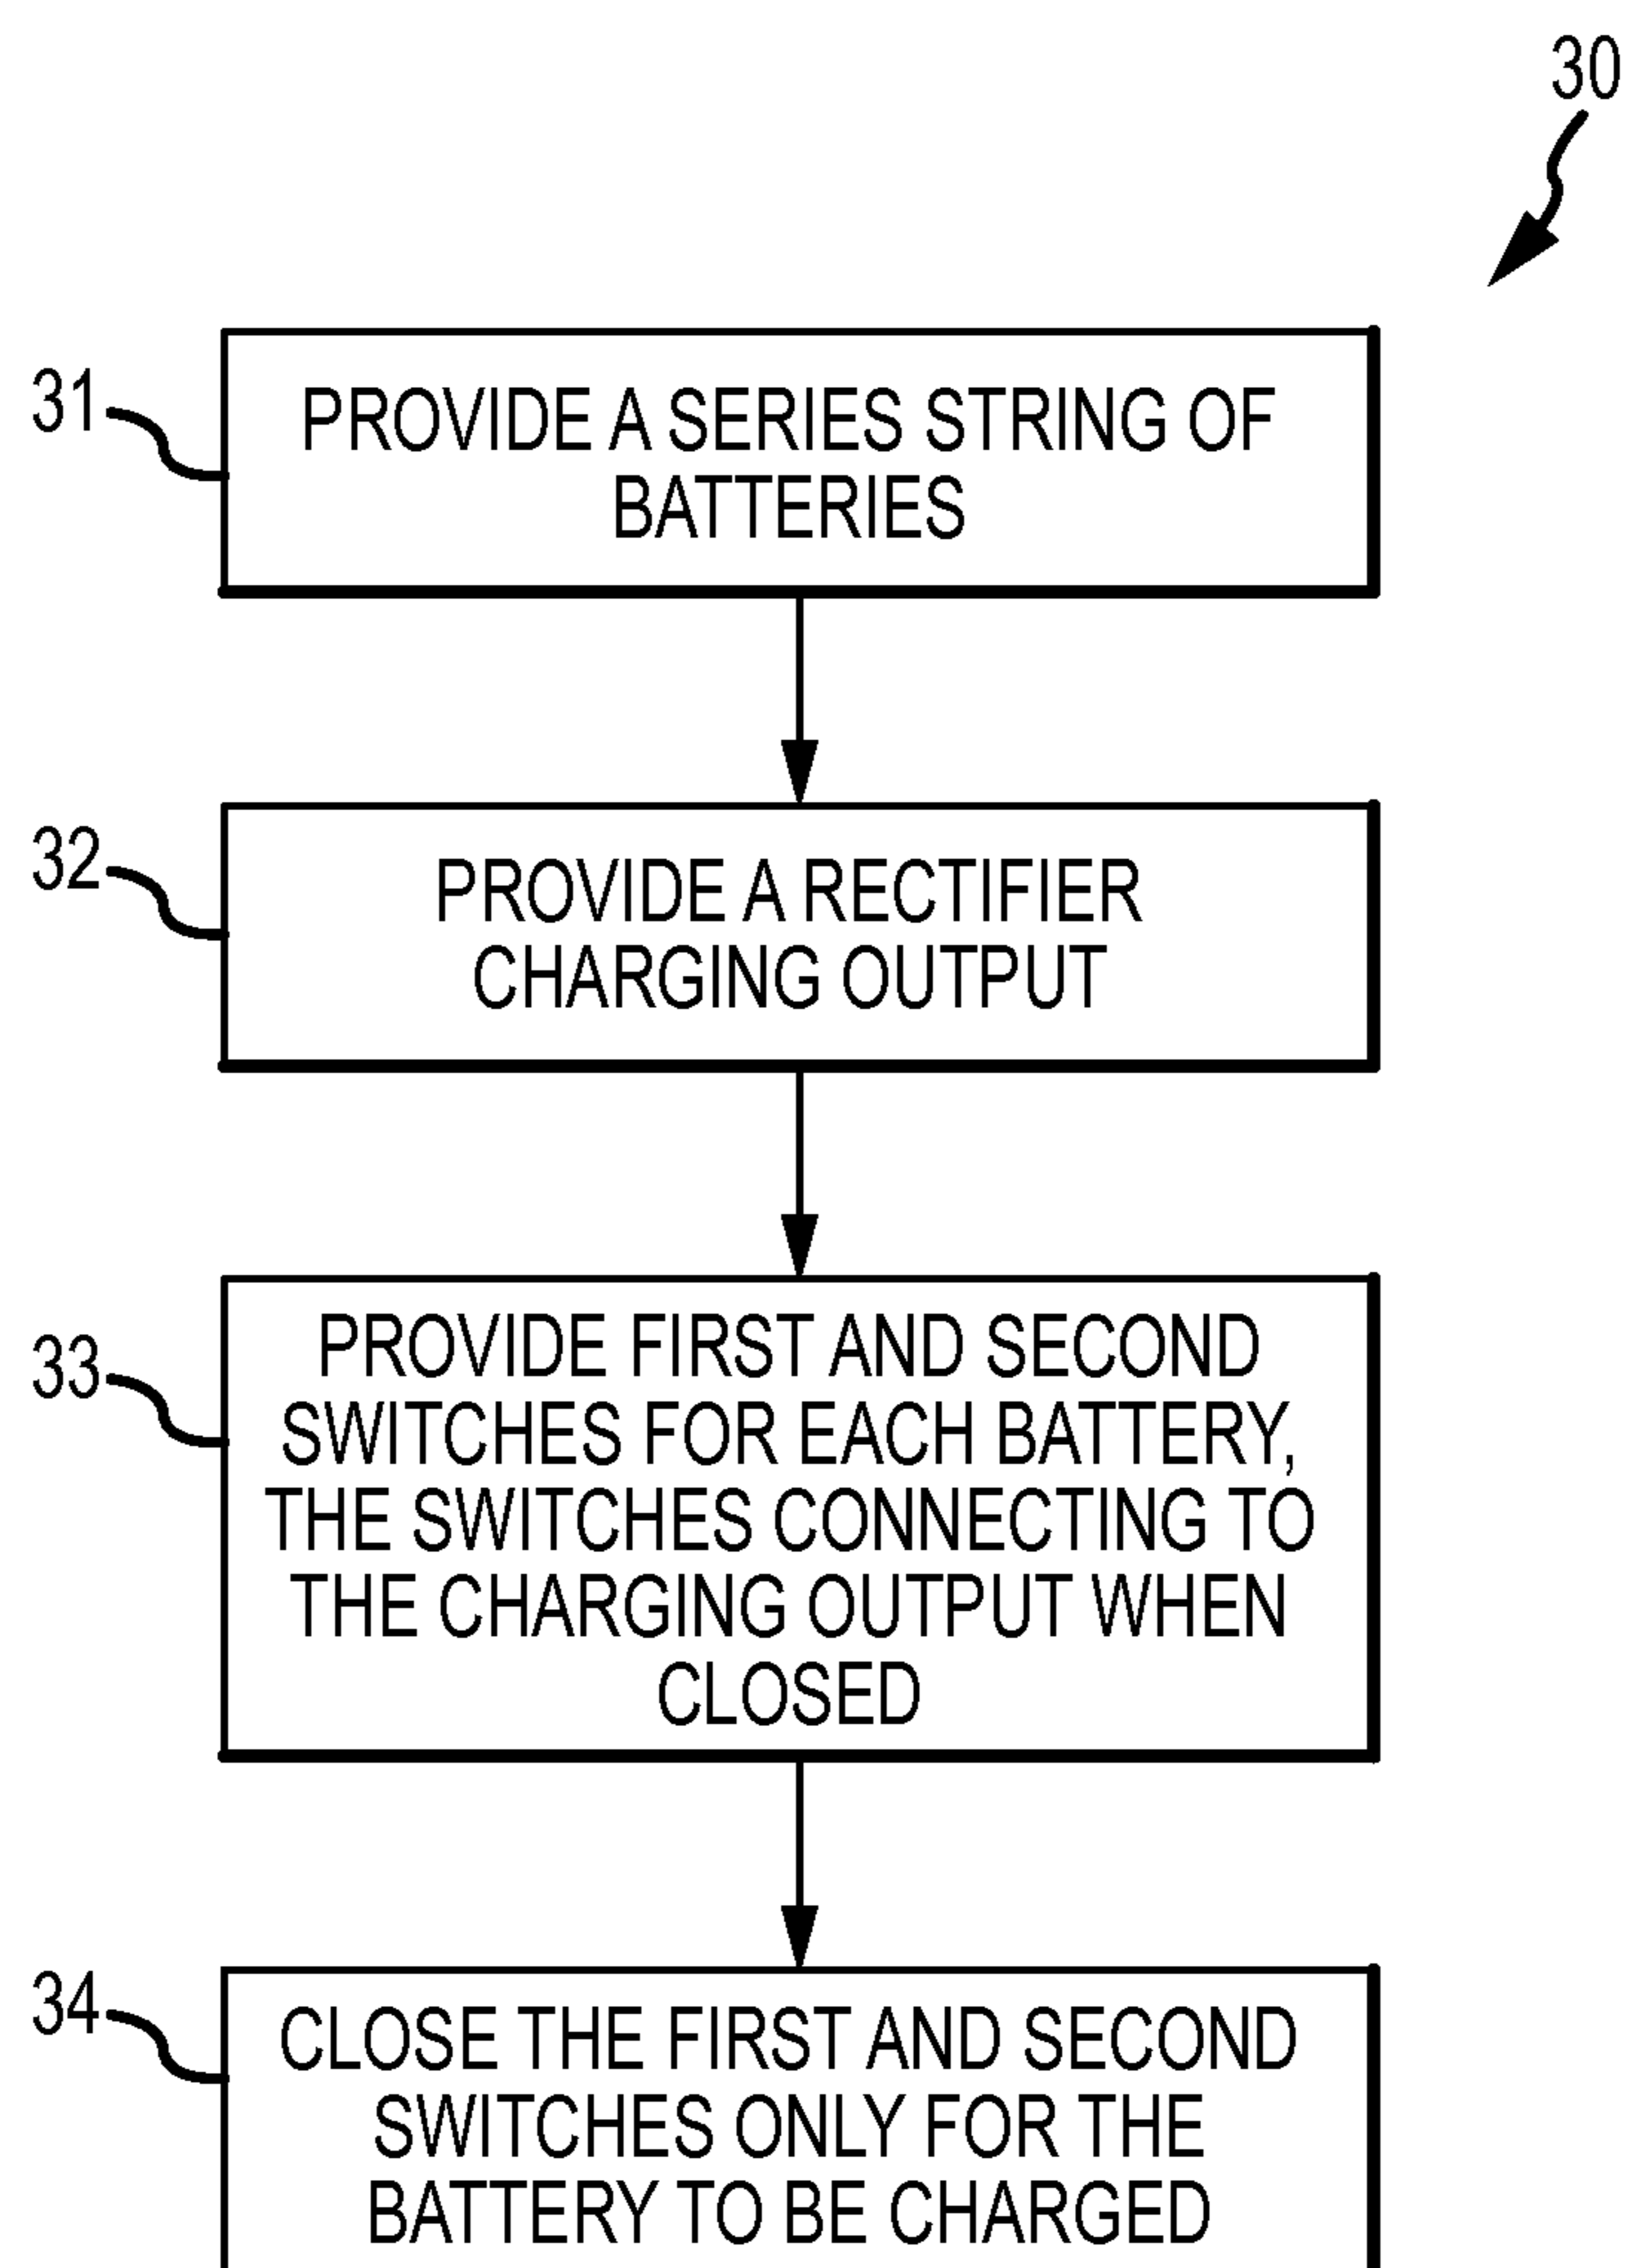 30
31
PROVIDE A SERIES STRING OF
BATTERIES
32
PROVIDE A RECTIFIER
CHARGING OUTPUT
33
PROVIDE FIRST AND SECOND
SWITCHES FOR EACH BATTERY,
THE SWITCHES CONNECTING TO
THE CHARGING OUTPUT WHEN
CLOSED
34
CLOSE THE FIRST AND SECOND
SWITCHES ONLY FOR THE
BATTERY TO BE CHARGED